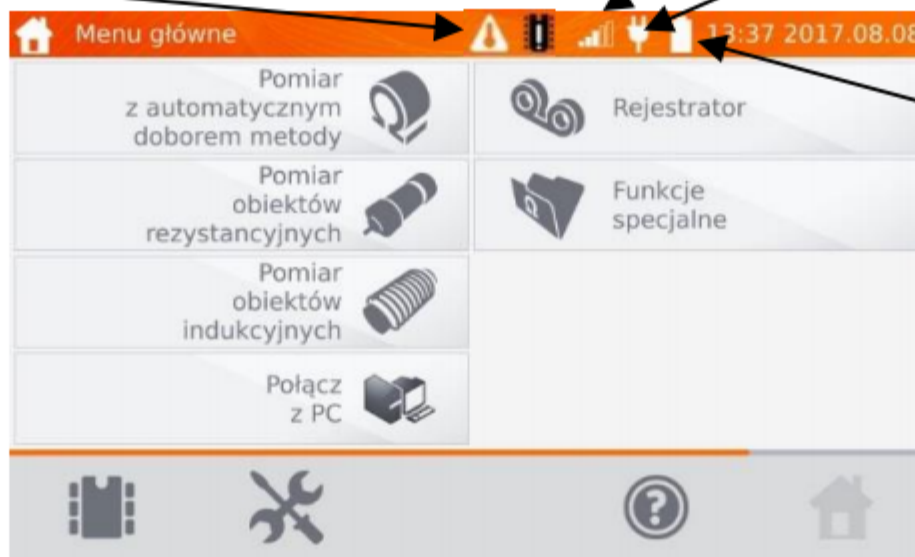 Menu główne
13:37 2017.08.08
Pomiar
z automatycznym
doborem metody
Rejestrator
Pomiar
obiektów
rezystancyjnych
Funkcje
specjalne
Pomiar
obiektów
indukcyjnych
Połącz
z PC